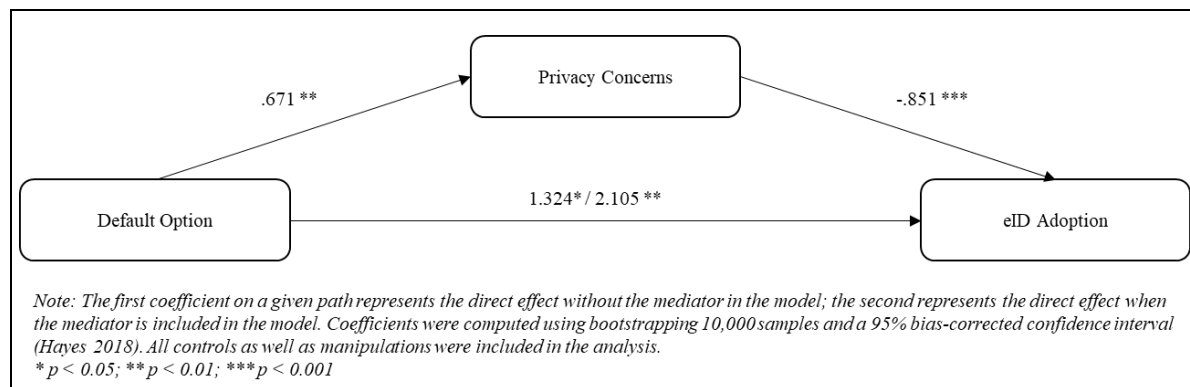 Privacy Concerns
.671 **
-.851 ***
Default Option
1.324* / 2.105 **
eID Adoption
Note: The first coefficient on a given path represents the direct effect without the mediator in the model; the second represents the direct effect when
the mediator is included in the model. Coefficients were computed using bootstrapping 10,000 samples and a 95% bias-corrected confidence interval
(Hayes 2018). All controls as well as manipulations were included in the analysis.
* p < 0.05; ** p < 0.01; *** p < 0.001